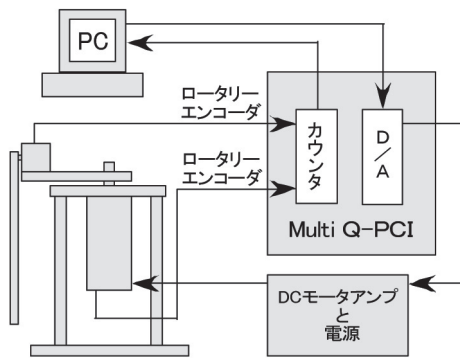 PC
ロータリー
エンコーダ
ロータリー
エンコーダ
カウンタ
D/A
Multi Q-PCI
DCモータアンプ
と
電源